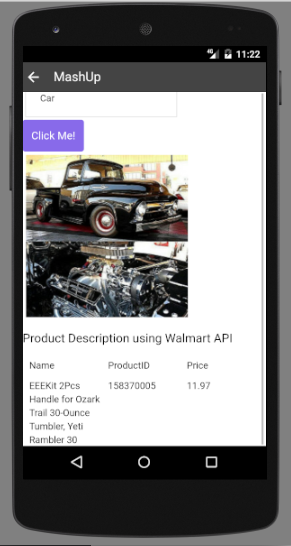 4G 11:22
MashUp
Car
Click Me!
Product Description using Walmart API
Name ProductID Price
EEEKit 2Pcs 158370005 11.97
Handle for Ozark
Trail 30-Ounce
Tumbler, Yeti
Rambler 30